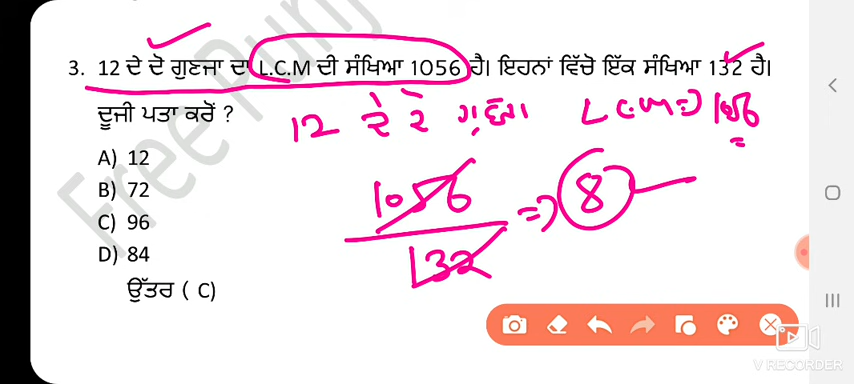 3. 12 ਦੇ ਦੋ ਗੁਣਜਾ ਦਾ L.C.M ਦੀ ਸੰਖਿਆ 1056 ਹੈ। ਇਹਨਾਂ ਵਿੱਚੋ ਇੱਕ ਸੰਖਿਆ 132 ਹੈ।
ਦੂਜੀ ਪਤਾ ਕਰੋਂ ?
12 ਦੇ ਦੋ ਗੁਣਜਾ L.C.M => 1056
A) 12
B) 72
C) 96
D) 84
ਉੱਤਰ ( C)
1056
132
=> 8
Free
V RECORDER